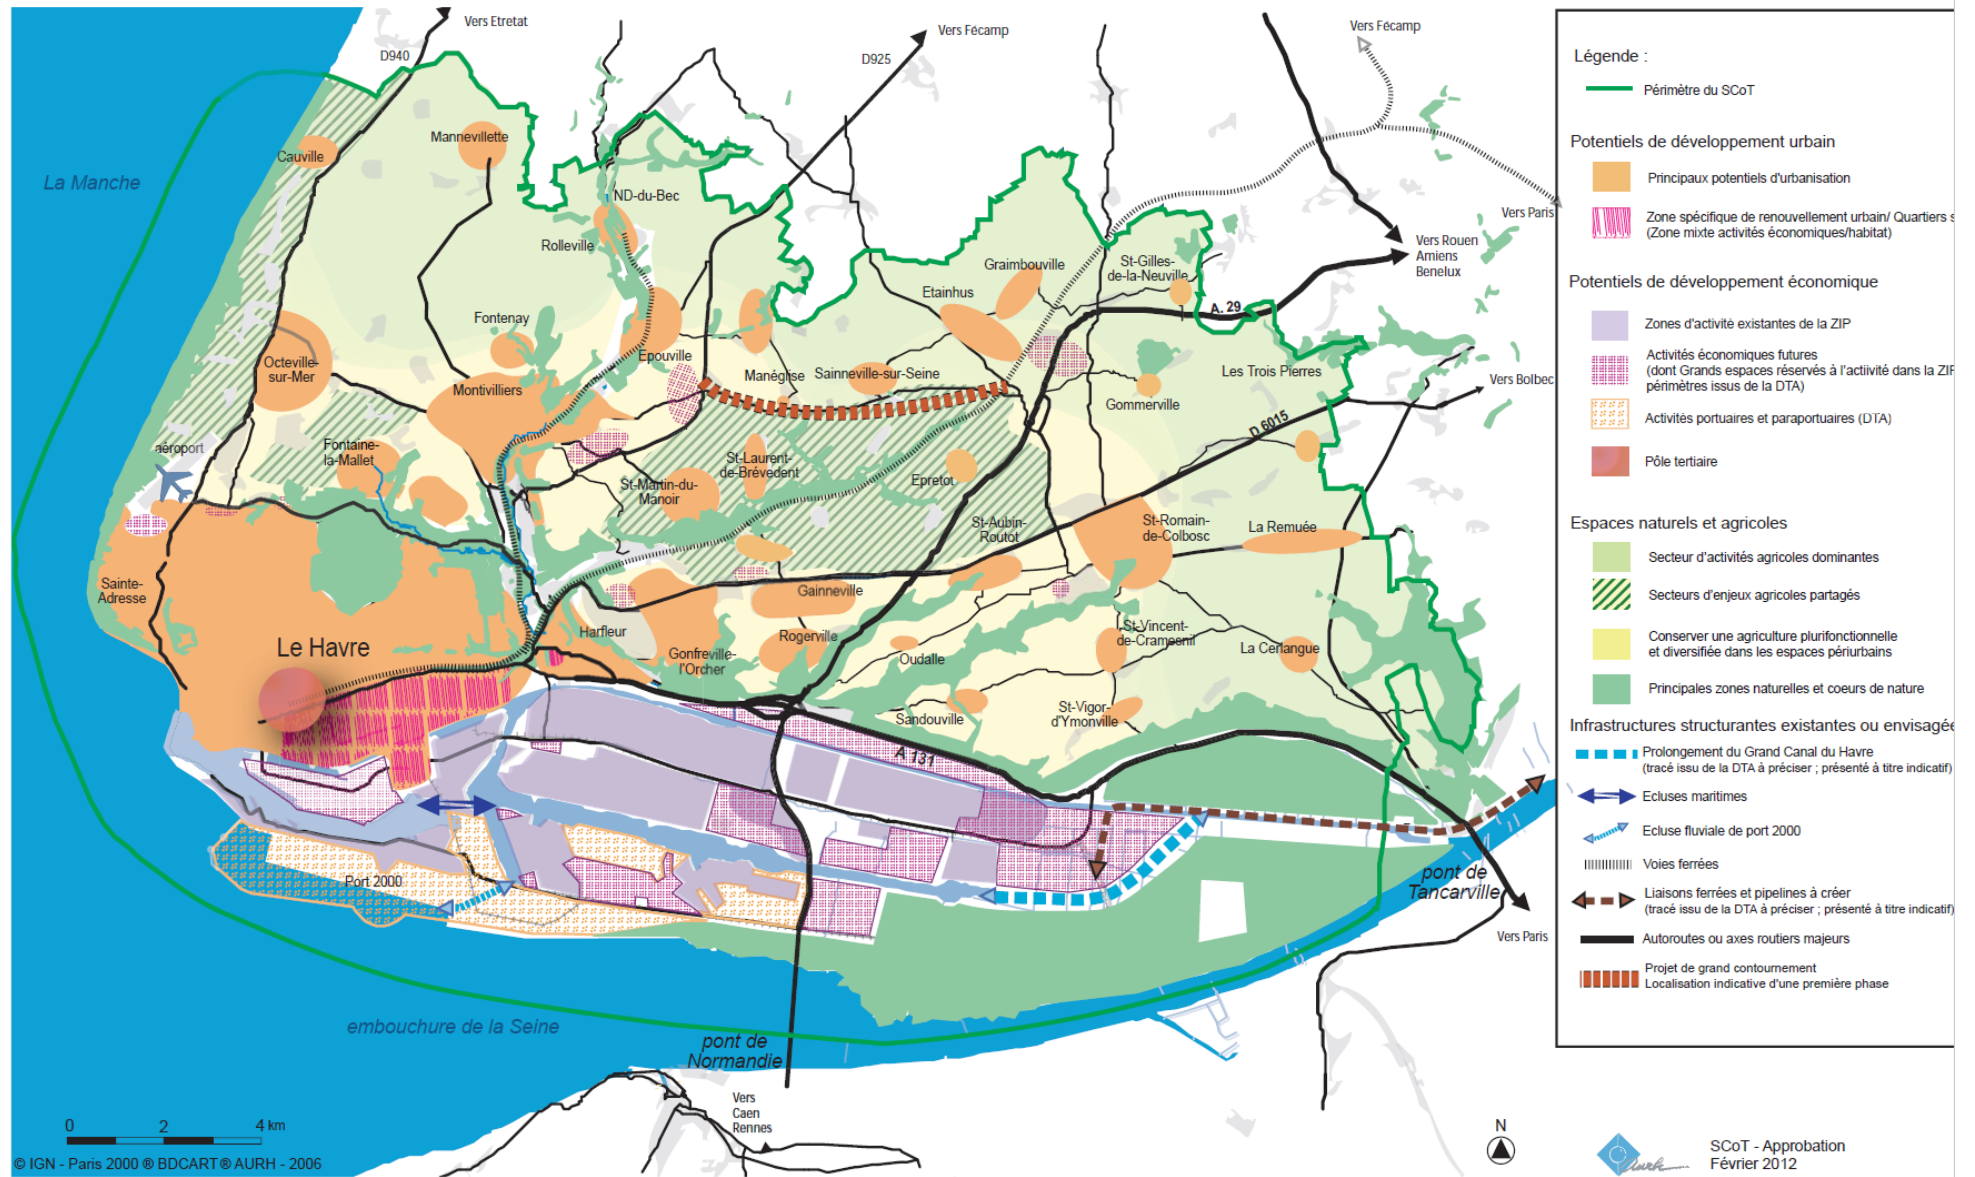 Vers Etretat
D940
Vers Fécamp
D925
Vers Fécamp
Mannevillette
Cauville
La Manche
ND-du-Bec
Rolleville
Vers Paris
Vers Rouen
Amiens
Benelux
St-Gilles-
de-la-Neuville
Graimbouville
Etainhus
A. 29
Fontenay
Octeville-
sur-Mer
Epouville
Montivilliers
Manéglise
Sainneville-sur-Seine
Les Trois Pierres
Vers Bolbec
Gommerville
D 6015
aéroport
Fontaine-
la-Mallet
St-Laurent-
de-Brévedent
St-Martin-du-
Manoir
Epretot
St-Aubin-
Routot
St-Romain-
de-Colbosc
La Remuée
Sainte-
Adresse
Gainneville
Harfleur
Rogerville
Le Havre
Gonfreville-
l'Orcher
Oudalle
St-Vincent-
de-Cramesnil
La Cerlangue
Sandouville
St-Vigor-
d'Ymonville
A 131
Port 2000
pont de
Tancarville
Vers Paris
embouchure de la Seine
pont de
Normandie
Vers
Caen
Rennes
0 2 4 km
© IGN - Paris 2000 ® BDCART ® AURH - 2006
N
Légende :
Périmètre du SCoT
Potentiels de développement urbain
Principaux potentiels d'urbanisation
Zone spécifique de renouvellement urbain/ Quartiers s
(Zone mixte activités économiques/habitat)
Potentiels de développement économique
Zones d'activité existantes de la ZIP
Activités économiques futures
(dont Grands espaces réservés à l'actiivité dans la ZIP
périmètres issus de la DTA)
Activités portuaires et paraportuaires (DTA)
Pôle tertiaire
Espaces naturels et agricoles
Secteur d'activités agricoles dominantes
Secteurs d'enjeux agricoles partagés
Conserver une agriculture plurifonctionnelle
et diversifiée dans les espaces périurbains
Principales zones naturelles et coeurs de nature
Infrastructures structurantes existantes ou envisagée
Prolongement du Grand Canal du Havre
(tracé issu de la DTA à préciser ; présenté à titre indicatif)
Ecluses maritimes
Ecluse fluviale de port 2000
Voies ferrées
Liaisons ferrées et pipelines à créer
(tracé issu de la DTA à préciser ; présenté à titre indicatif)
Autoroutes ou axes routiers majeurs
Projet de grand contournement
Localisation indicative d'une première phase
aurh
SCoT - Approbation
Février 2012